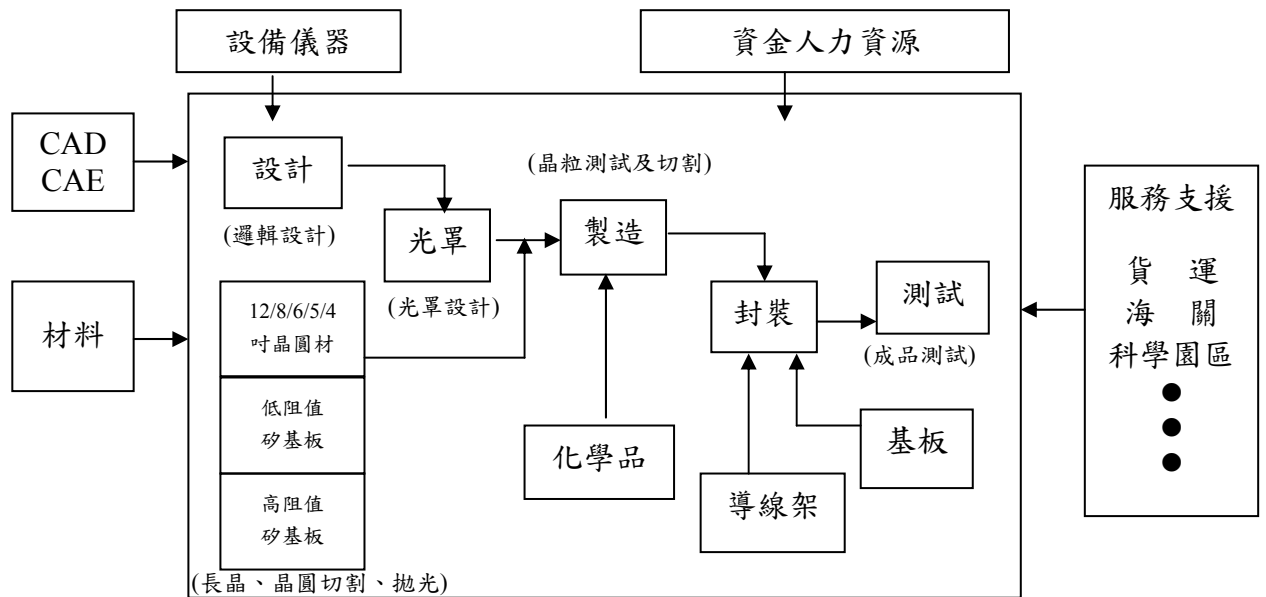 設備儀器
資金人力資源
CAD
CAE
材料
設計
(邏輯設計)
光罩
(光罩設計)
(晶粒測試及切割)
製造
12/8/6/5/4
吋晶圓材
低阻值
矽基板
高阻值
矽基板
(長晶、晶圓切割、拋光)
化學品
封裝
測試
(成品測試)
導線架
基板
服務支援
貨 運
海 關
科學園區
●
●
●